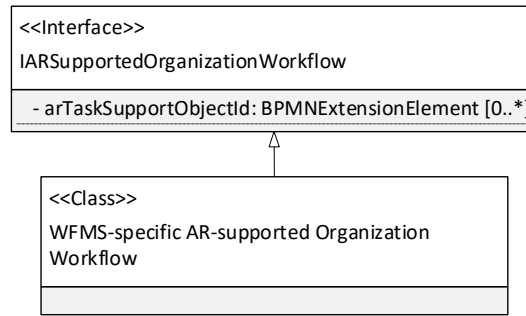 <<Interface>>
IARSupportedOrganizationWorkflow
- arTaskSupportObjectId: BPMNExtensionElement [0..*]
<<Class>>
WFMS-specific AR-supported Organization
Workflow